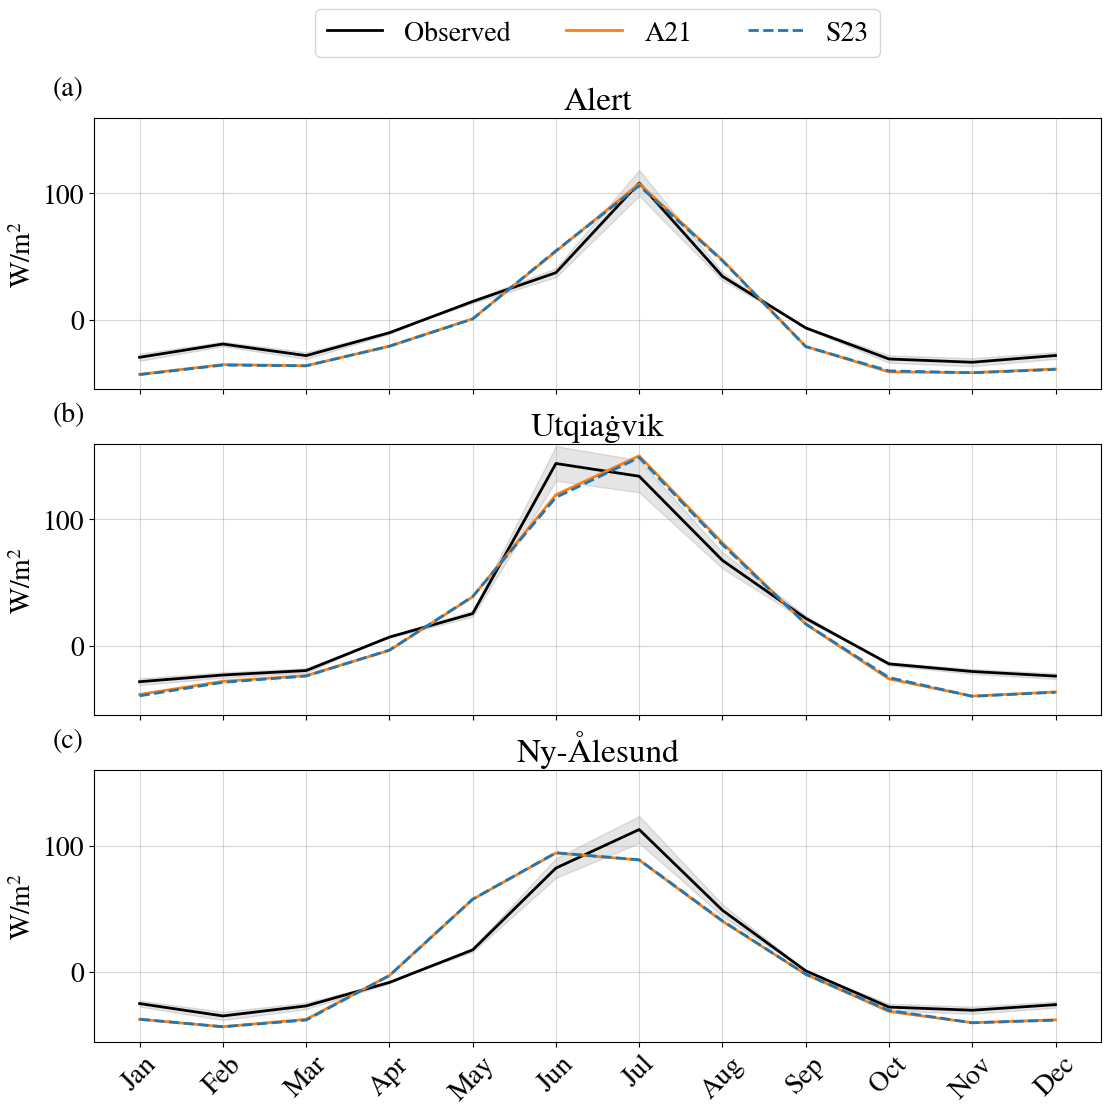 Observed A21 S23
(a)
Alert
100
0
W/m²
(b)
Utqiaġvik
100
0
W/m²
(c)
Ny-Ålesund
100
0
W/m²
Jan Feb Mar Apr May Jun Jul Aug Sep Oct Nov Dec